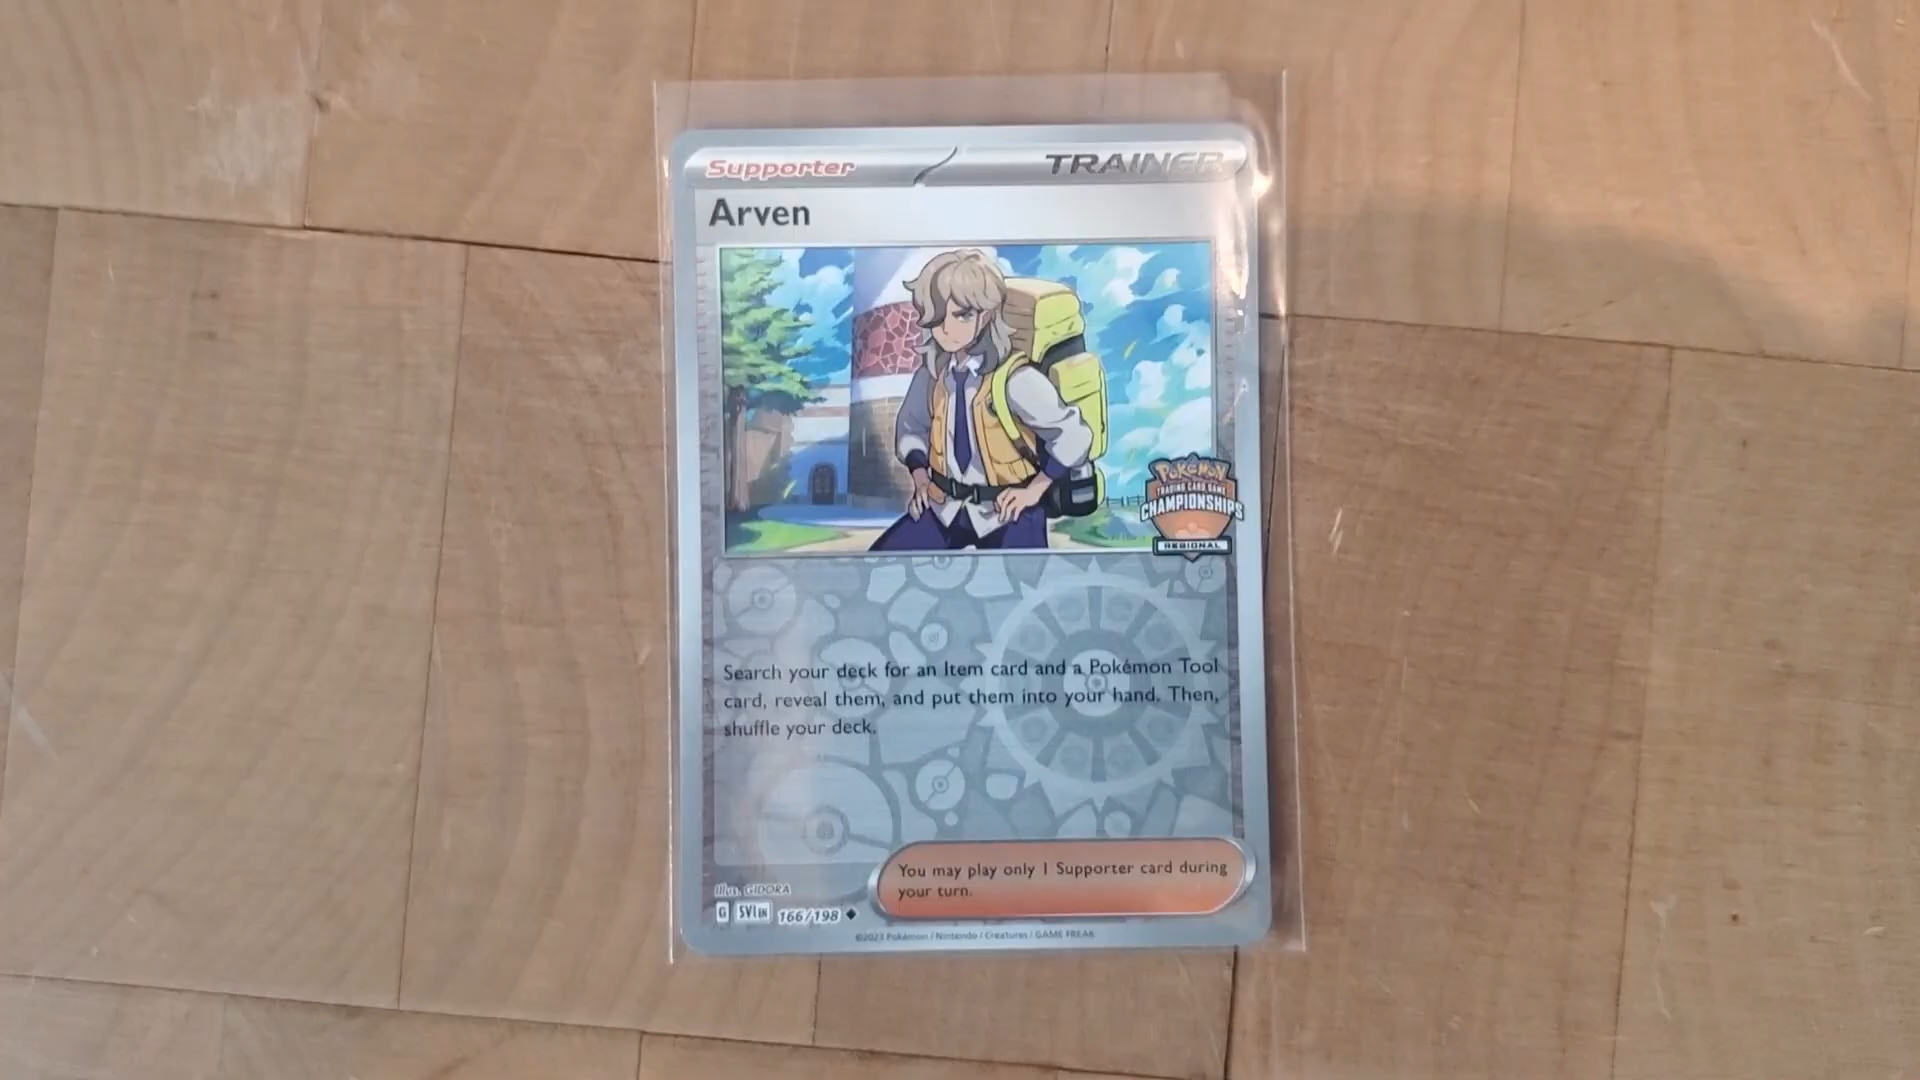 Supporter
TRAINER
Arven
POKéMON
TRADING CARD GAME
CHAMPIONSHIPS
REGIONAL
Search your deck for an Item card and a Pokémon Tool
card, reveal them, and put them into your hand. Then,
shuffle your deck.
You may play only 1 Supporter card during
your turn.
Illus. GIDORA
G SVI EN 166/198
©2023 Pokémon / Nintendo / Creatures / GAME FREAK